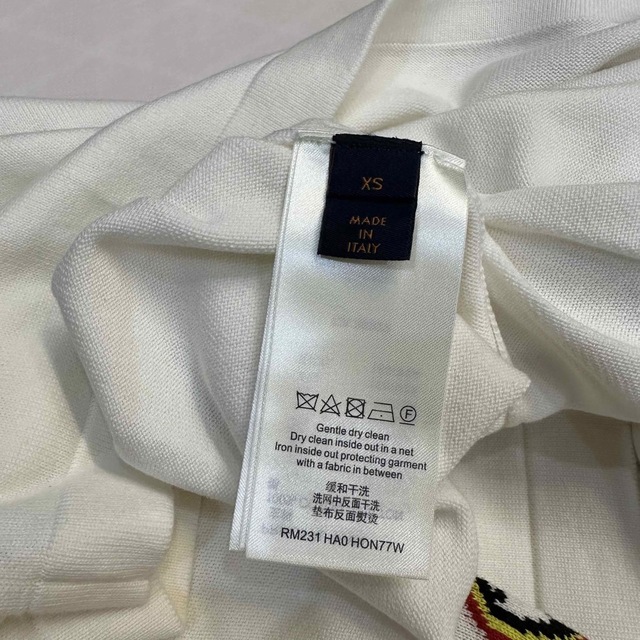 XS
MADE
IN
ITALY
Gentle dry clean
Dry clean inside out in a net
Iron inside out protecting garment
with a fabric in between
缓和干洗
洗网中反面干洗
垫布反面熨烫
RM231 HA0 HON77W